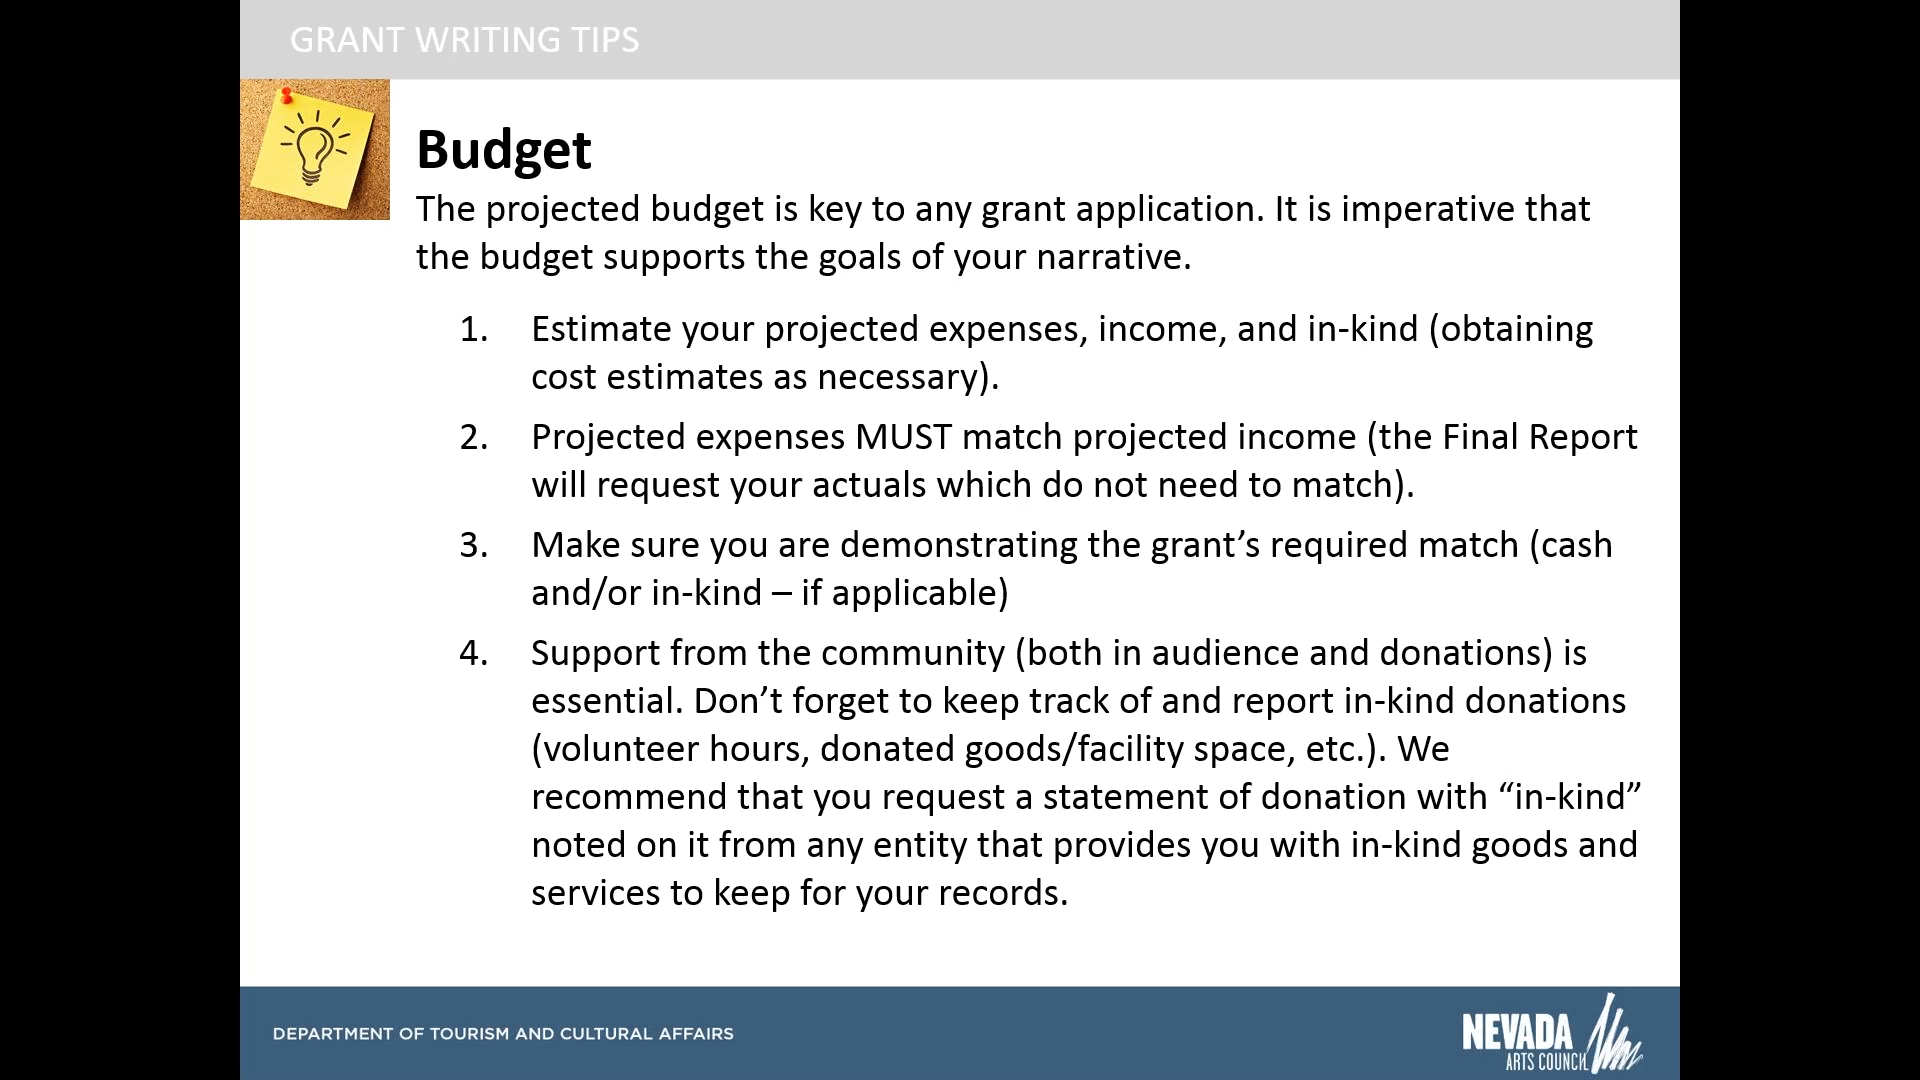 GRANT WRITING TIPS
Budget
The projected budget is key to any grant application. It is imperative that
the budget supports the goals of your narrative.
1. Estimate your projected expenses, income, and in-kind (obtaining
cost estimates as necessary).
2. Projected expenses MUST match projected income (the Final Report
will request your actuals which do not need to match).
3. Make sure you are demonstrating the grant’s required match (cash
and/or in-kind – if applicable)
4. Support from the community (both in audience and donations) is
essential. Don’t forget to keep track of and report in-kind donations
(volunteer hours, donated goods/facility space, etc.). We
recommend that you request a statement of donation with “in-kind”
noted on it from any entity that provides you with in-kind goods and
services to keep for your records.
DEPARTMENT OF TOURISM AND CULTURAL AFFAIRS
NEVADA
ARTS COUNCIL